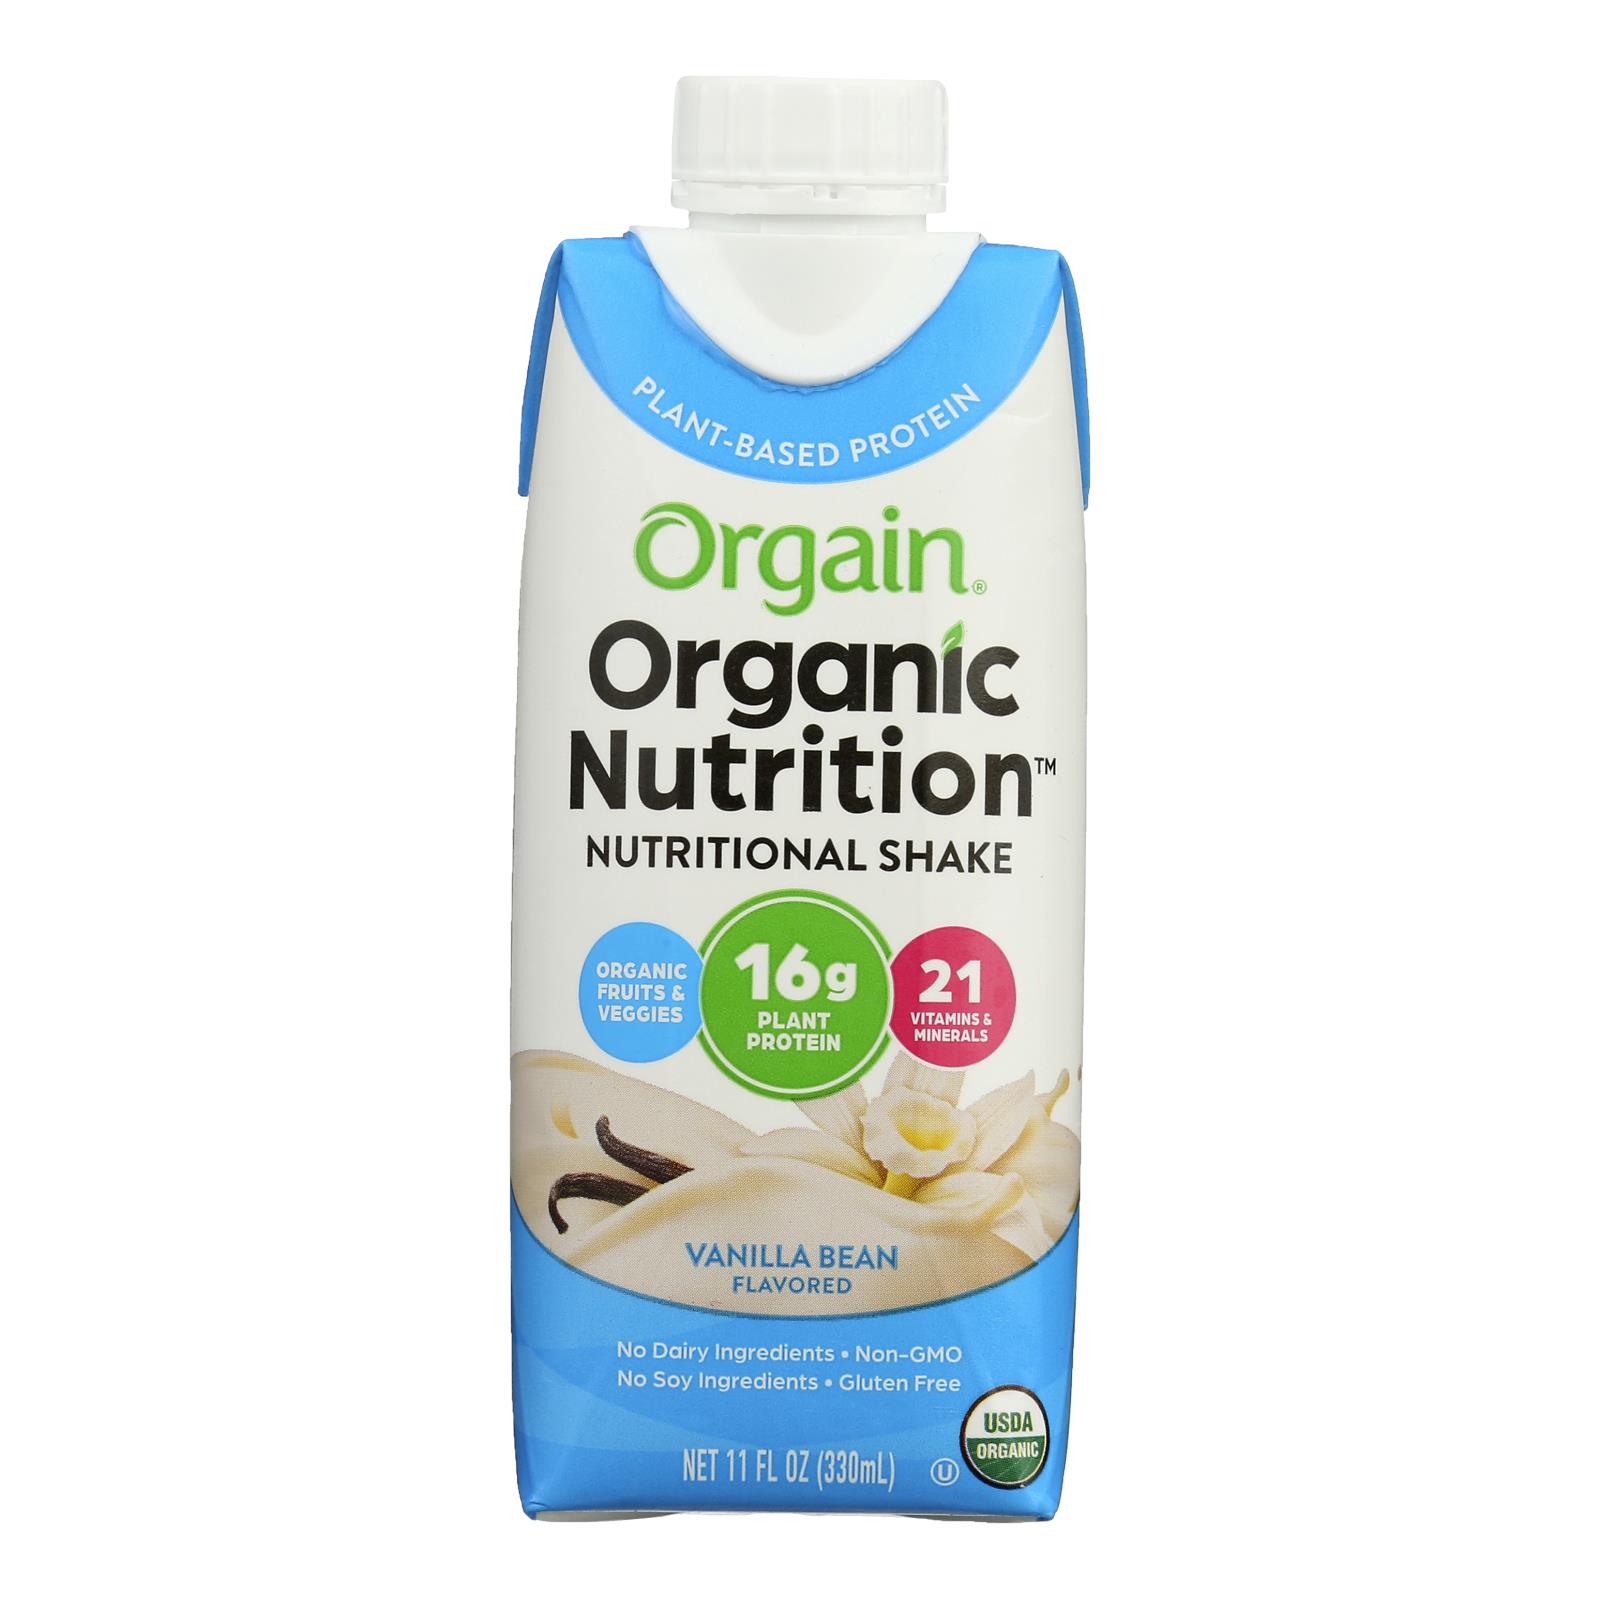 PLANT-BASED PROTEIN
Orgain®
Organic
Nutrition™
NUTRITIONAL SHAKE
ORGANIC
FRUITS &
VEGGIES
16g
PLANT
PROTEIN
21
VITAMINS &
MINERALS
VANILLA BEAN
FLAVORED
No Dairy Ingredients • Non-GMO
No Soy Ingredients • Gluten Free
USDA
ORGANIC
NET 11 FL OZ (330mL)
U